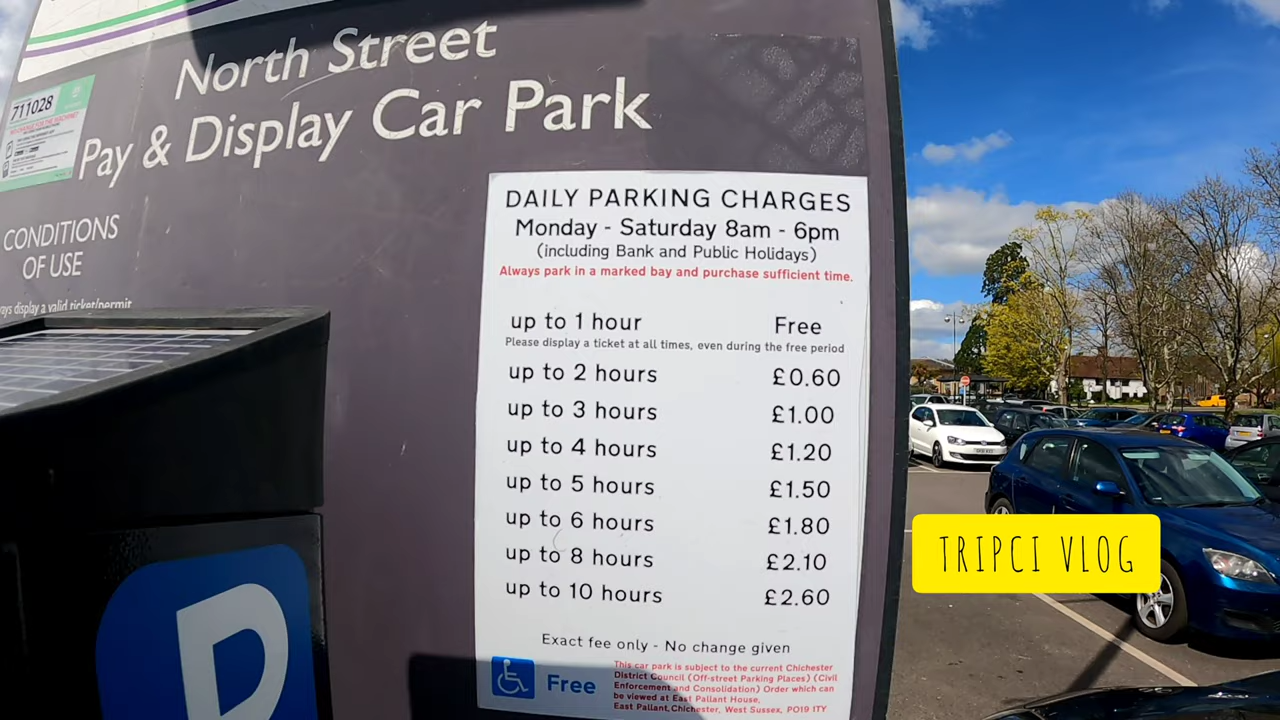 North Street
Pay & Display Car Park
711028
CONDITIONS
OF USE
display a valid ticket/permit
DAILY PARKING CHARGES
Monday - Saturday 8am - 6pm
(including Bank and Public Holidays)
Always park in a marked bay and purchase sufficient time.
up to 1 hour Free
Please display a ticket at all times, even during the free period
up to 2 hours £0.60
up to 3 hours £1.00
up to 4 hours £1.20
up to 5 hours £1.50
up to 6 hours £1.80
up to 8 hours £2.10
up to 10 hours £2.60
Exact fee only - No change given
Free
This car park is subject to the current Chichester
District Council (Off-street Parking Places) (Civil
Enforcement and Consolidation) Order which can
be viewed at East Pallant House,
East Pallant, Chichester, West Sussex, PO19 1TY
P
TRIPCI VLOG